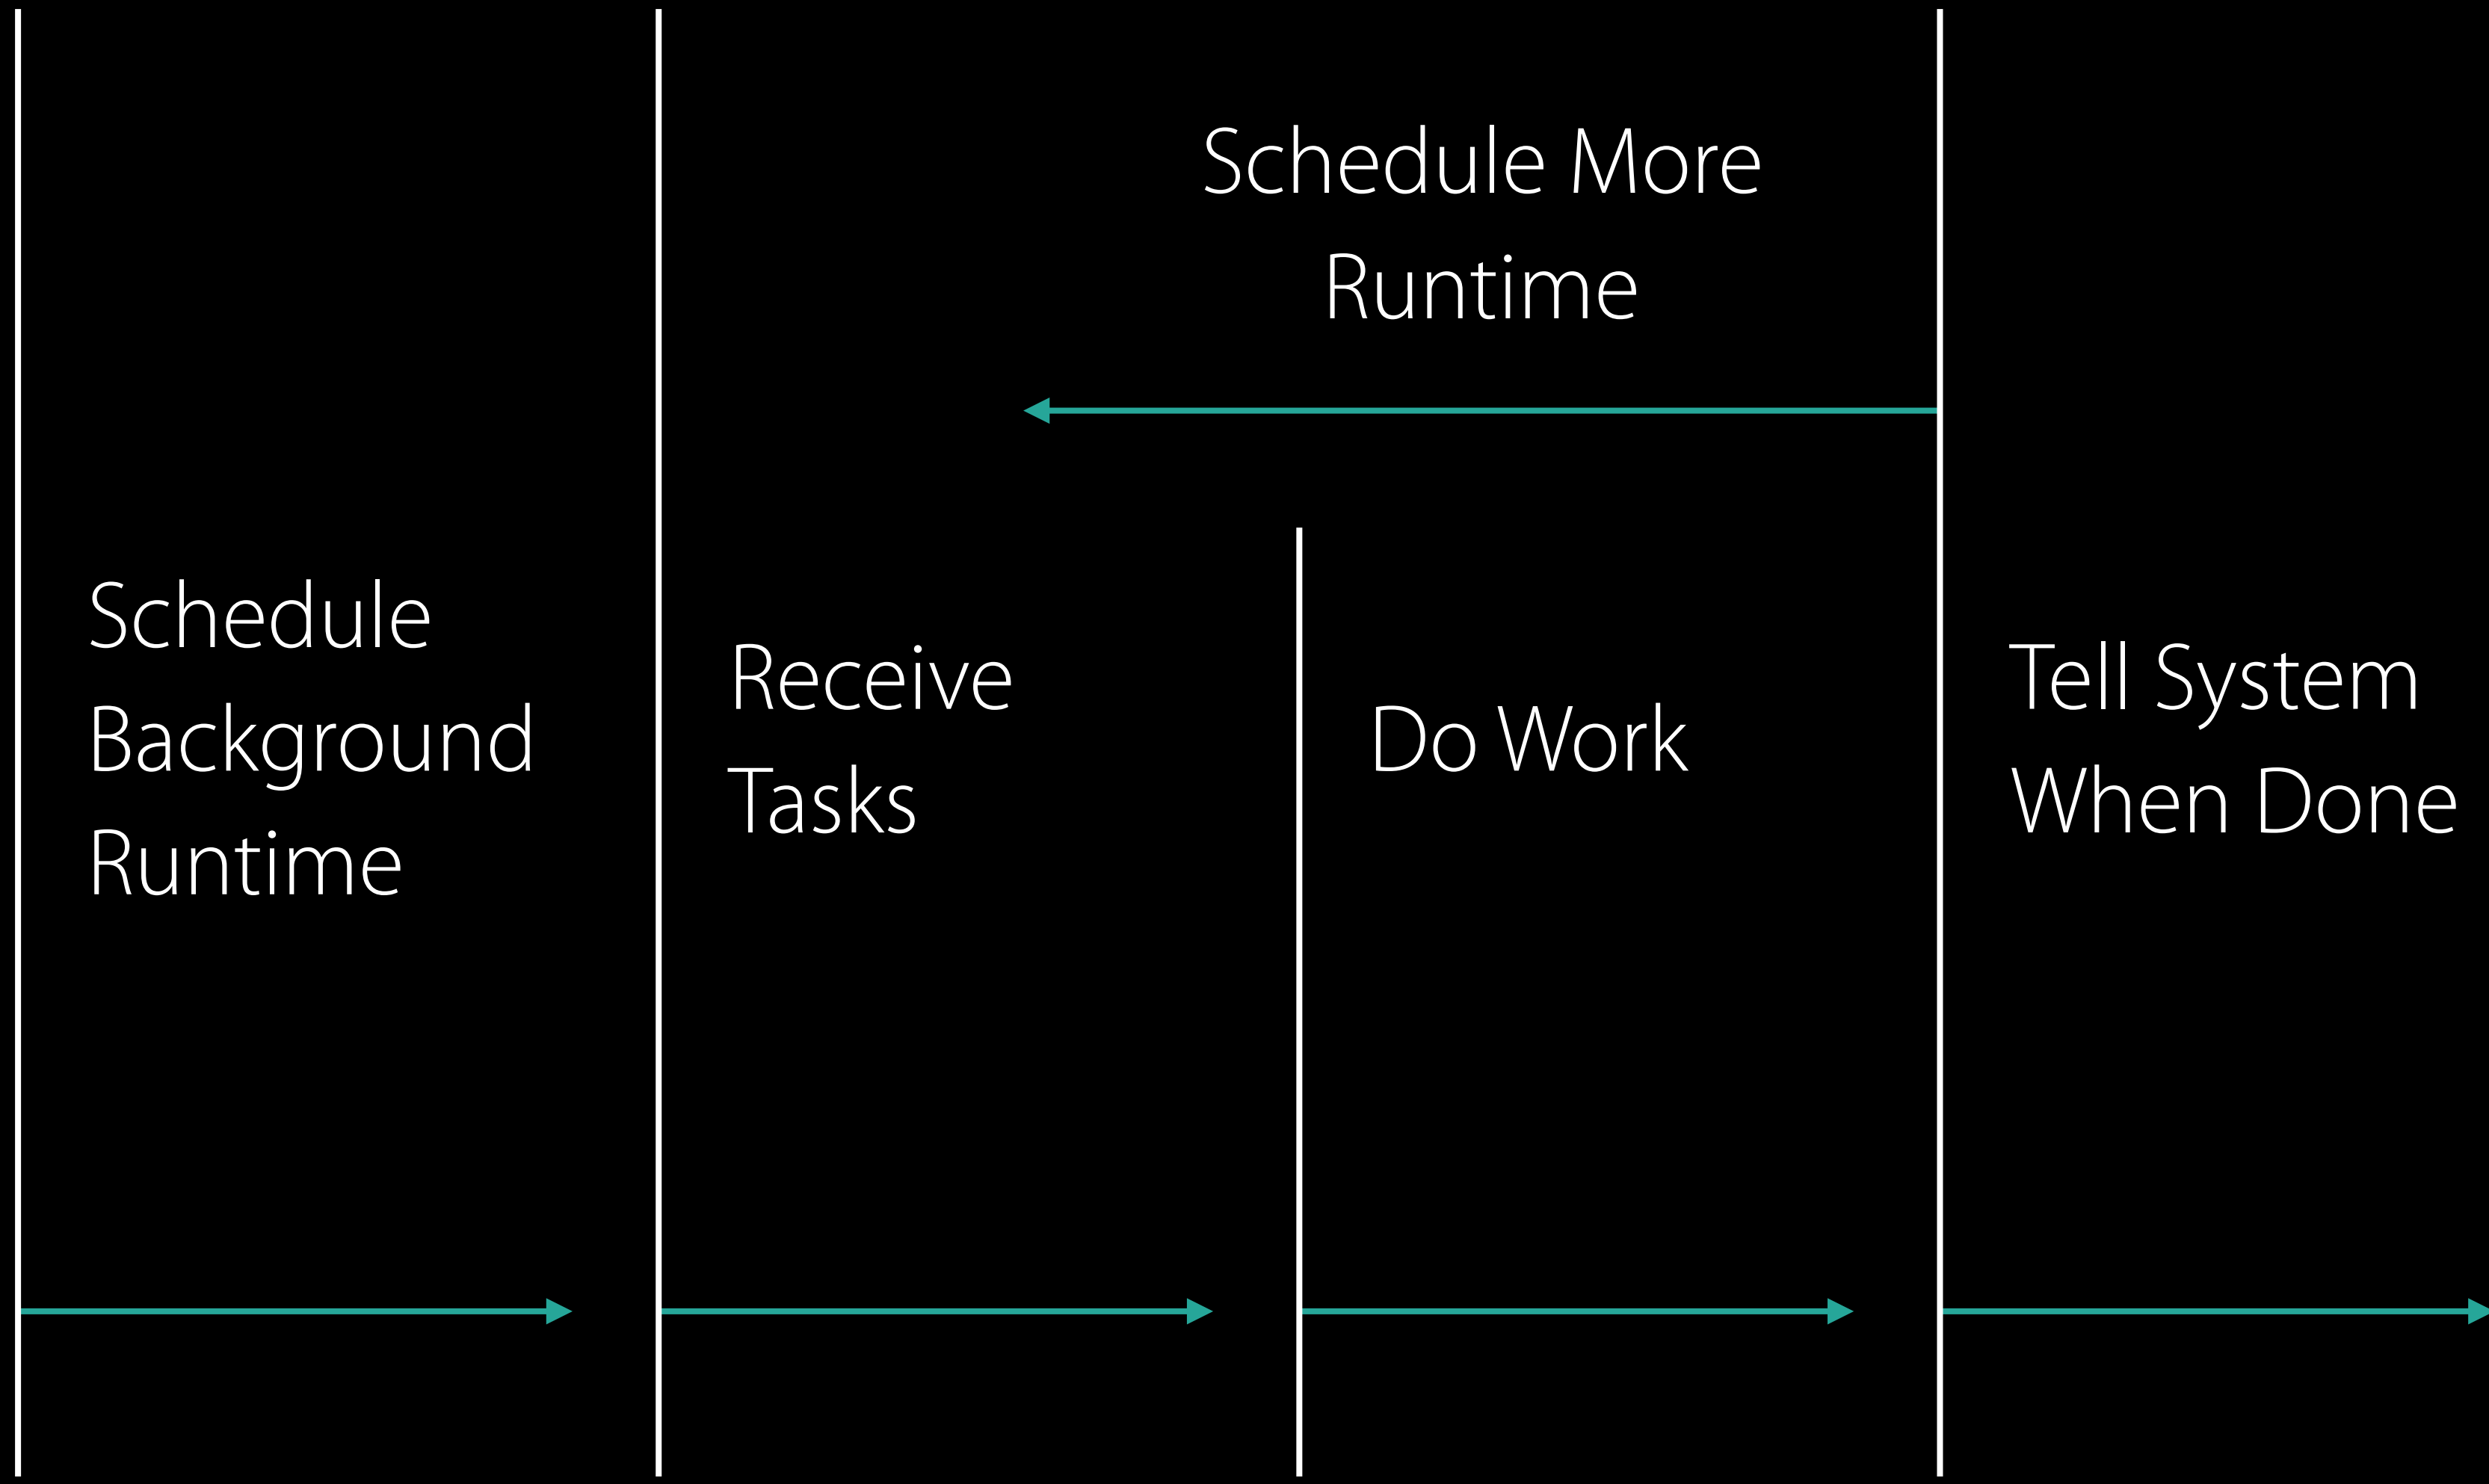 Schedule More
Runtime
Schedule
Background
Runtime
Receive
Tasks
Do Work
Tell System
When Done